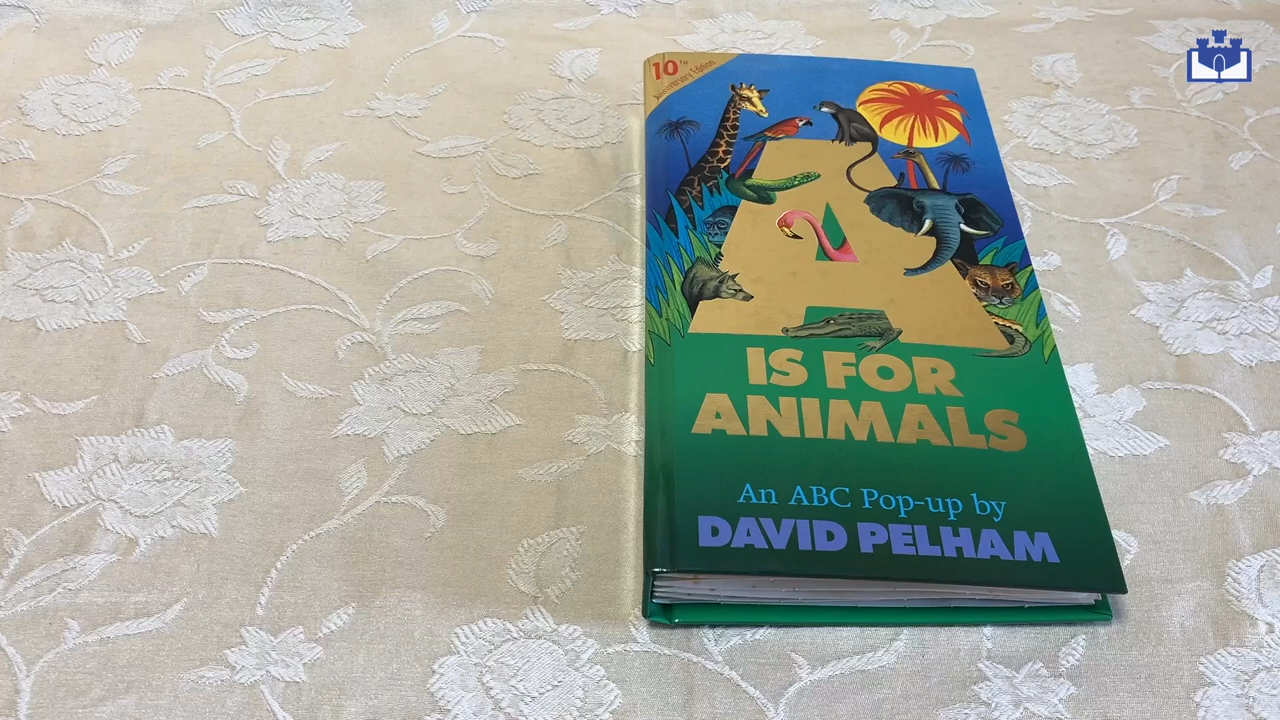 10TH
Anniversary Edition
A
IS FOR
ANIMALS
An ABC Pop-up by
DAVID PELHAM